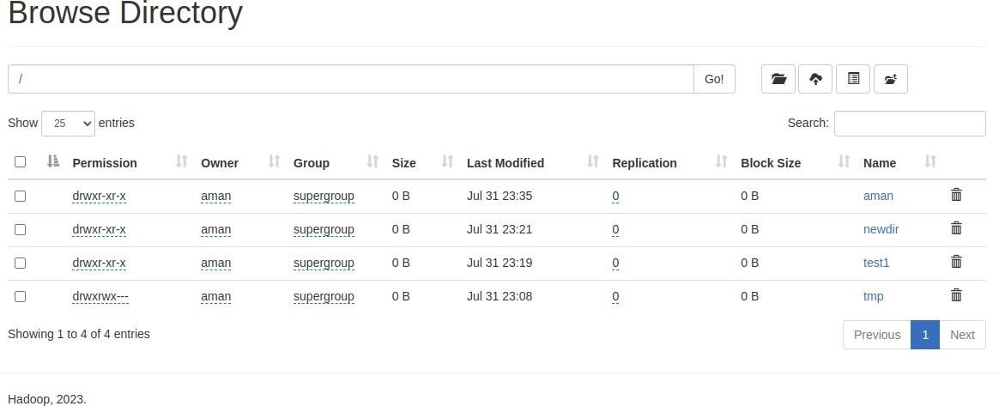 Browse Directory
/ Go!
Show 25 entries Search:
Permission Owner Group Size Last Modified Replication Block Size Name
drwxr-xr-x aman supergroup 0 B Jul 31 23:35 0 0 B aman
drwxr-xr-x aman supergroup 0 B Jul 31 23:21 0 0 B newdir
drwxr-xr-x aman supergroup 0 B Jul 31 23:19 0 0 B test1
drwxrwx--- aman supergroup 0 B Jul 31 23:08 0 0 B tmp
Showing 1 to 4 of 4 entries Previous 1 Next
Hadoop, 2023.